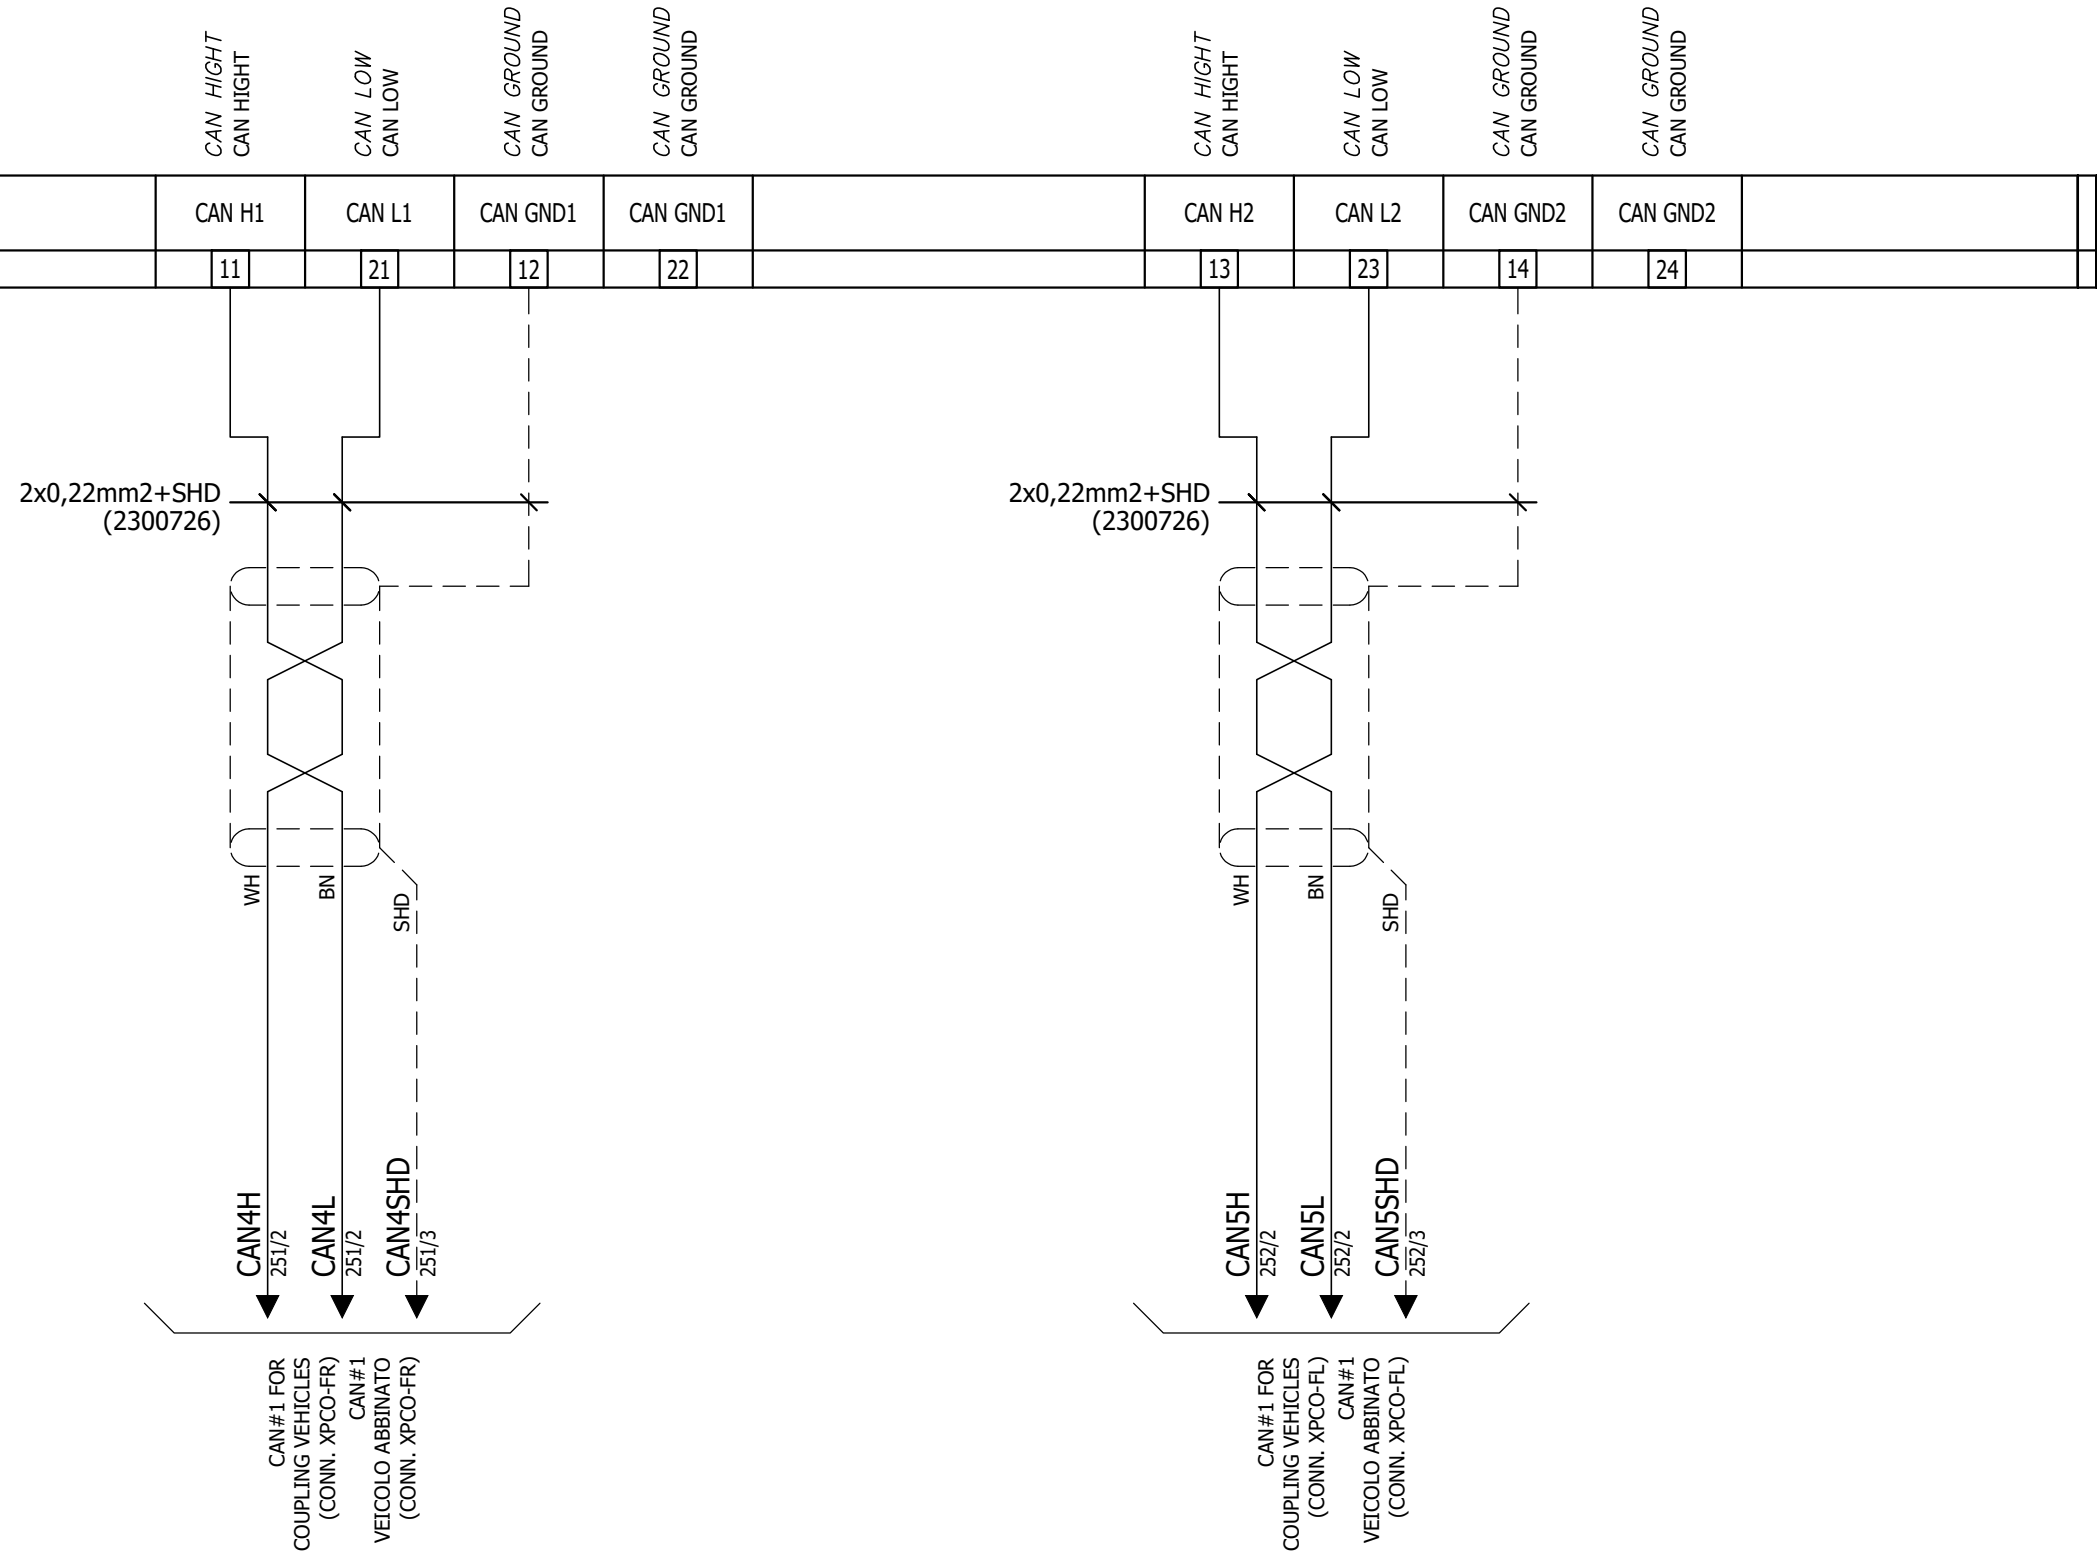 CAN HIGHT
CAN HIGHT
CAN LOW
CAN LOW
CAN GROUND
CAN GROUND
CAN GROUND
CAN GROUND
CAN HIGHT
CAN HIGHT
CAN LOW
CAN LOW
CAN GROUND
CAN GROUND
CAN GROUND
CAN GROUND
CAN H1
CAN L1
CAN GND1
CAN GND1
CAN H2
CAN L2
CAN GND2
CAN GND2
11
21
12
22
13
23
14
24
2x0,22mm2+SHD
(2300726)
2x0,22mm2+SHD
(2300726)
WH
BN
SHD
WH
BN
SHD
CAN4H
251/2
CAN4L
251/2
CAN4SHD
251/3
CAN5H
252/2
CAN5L
252/2
CAN5SHD
252/3
CAN#1 FOR
COUPLING VEHICLES
(CONN. XPCO-FR)
CAN#1
VEICOLO ABBINATO
(CONN. XPCO-FR)
CAN#1 FOR
COUPLING VEHICLES
(CONN. XPCO-FL)
CAN#1
VEICOLO ABBINATO
(CONN. XPCO-FL)